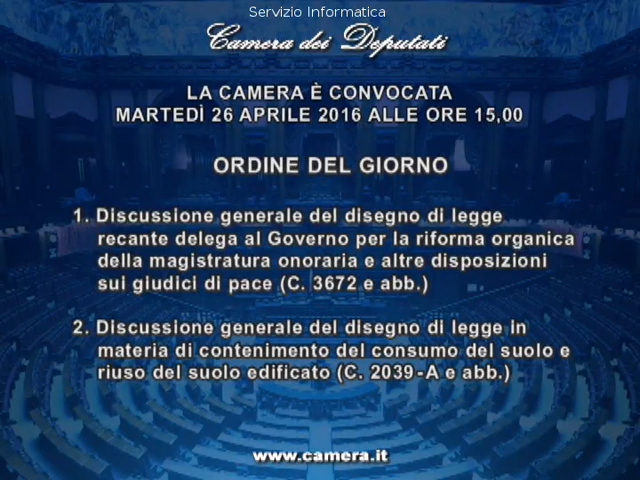 Servizio Informatica
Camera dei Deputati
LA CAMERA È CONVOCATA
MARTEDÌ 26 APRILE 2016 ALLE ORE 15,00
ORDINE DEL GIORNO
1. Discussione generale del disegno di legge
recante delega al Governo per la riforma organica
della magistratura onoraria e altre disposizioni
sui giudici di pace (C. 3672 e abb.)
2. Discussione generale del disegno di legge in
materia di contenimento del consumo del suolo e
riuso del suolo edificato (C. 2039-A e abb.)
www.camera.it